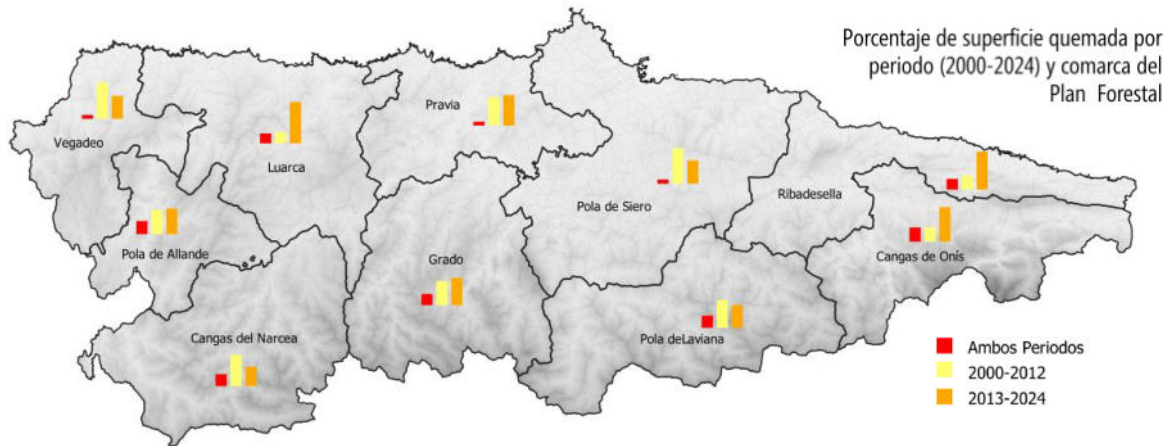 Porcentaje de superficie quemada por
periodo (2000-2024) y comarca del
Plan Forestal
Vegadeo
Luarca
Pravia
Pola de Siero
Ribadesella
Pola de Allande
Grado
Cangas de Onís
Cangas del Narcea
Pola deLaviana
Ambos Periodos
2000-2012
2013-2024